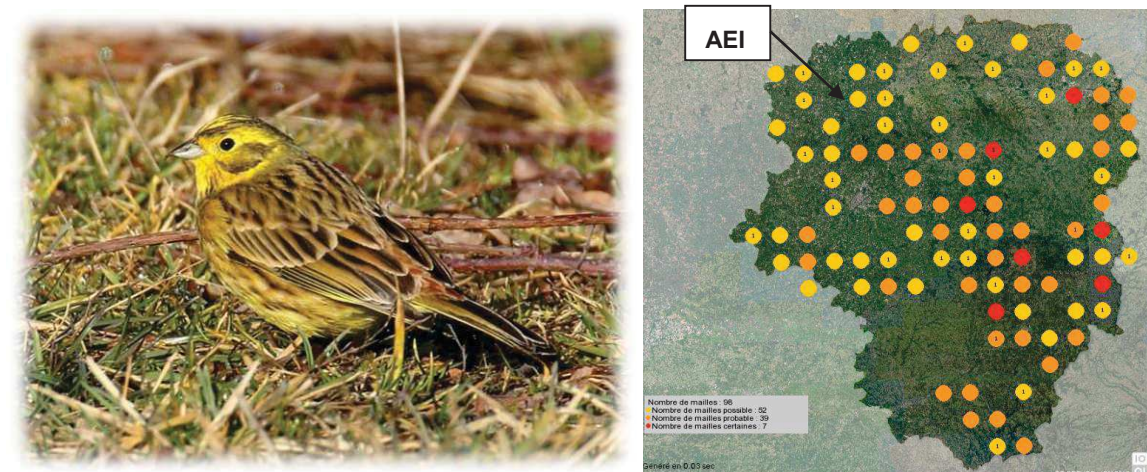 AEI
Nombre de mailles : 98
Nombre de mailles possible : 52
Nombre de mailles probable : 39
Nombre de mailles certaines : 7
Généré en 0.03 sec